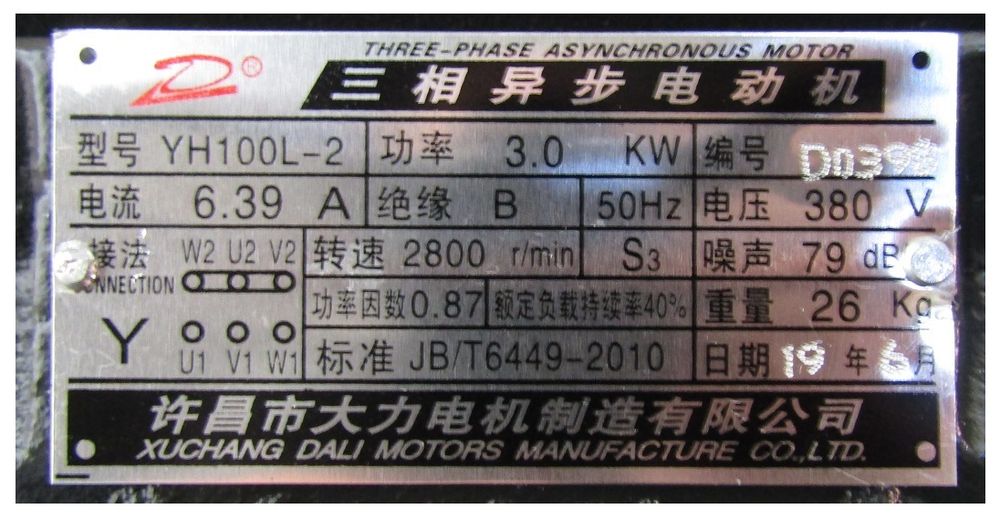 THREE-PHASE ASYNCHRONOUS MOTOR
三相异步电动机
型号 YH100L-2 功率 3.0 KW 编号
电流 6.39 A 绝缘 B 50Hz 电压 380 V
接法 W2 U2 V2 转速 2800 r/min S3 噪声 79 dB
CONNECTION
功率因数 0.87 额定负载持续率40% 重量 26 Kg
Y U1 V1 W1 标准 JB/T6449-2010 日期 19 年 6 月
许昌市大力电机制造有限公司
XUCHANG DALI MOTORS MANUFACTURE CO.,LTD.